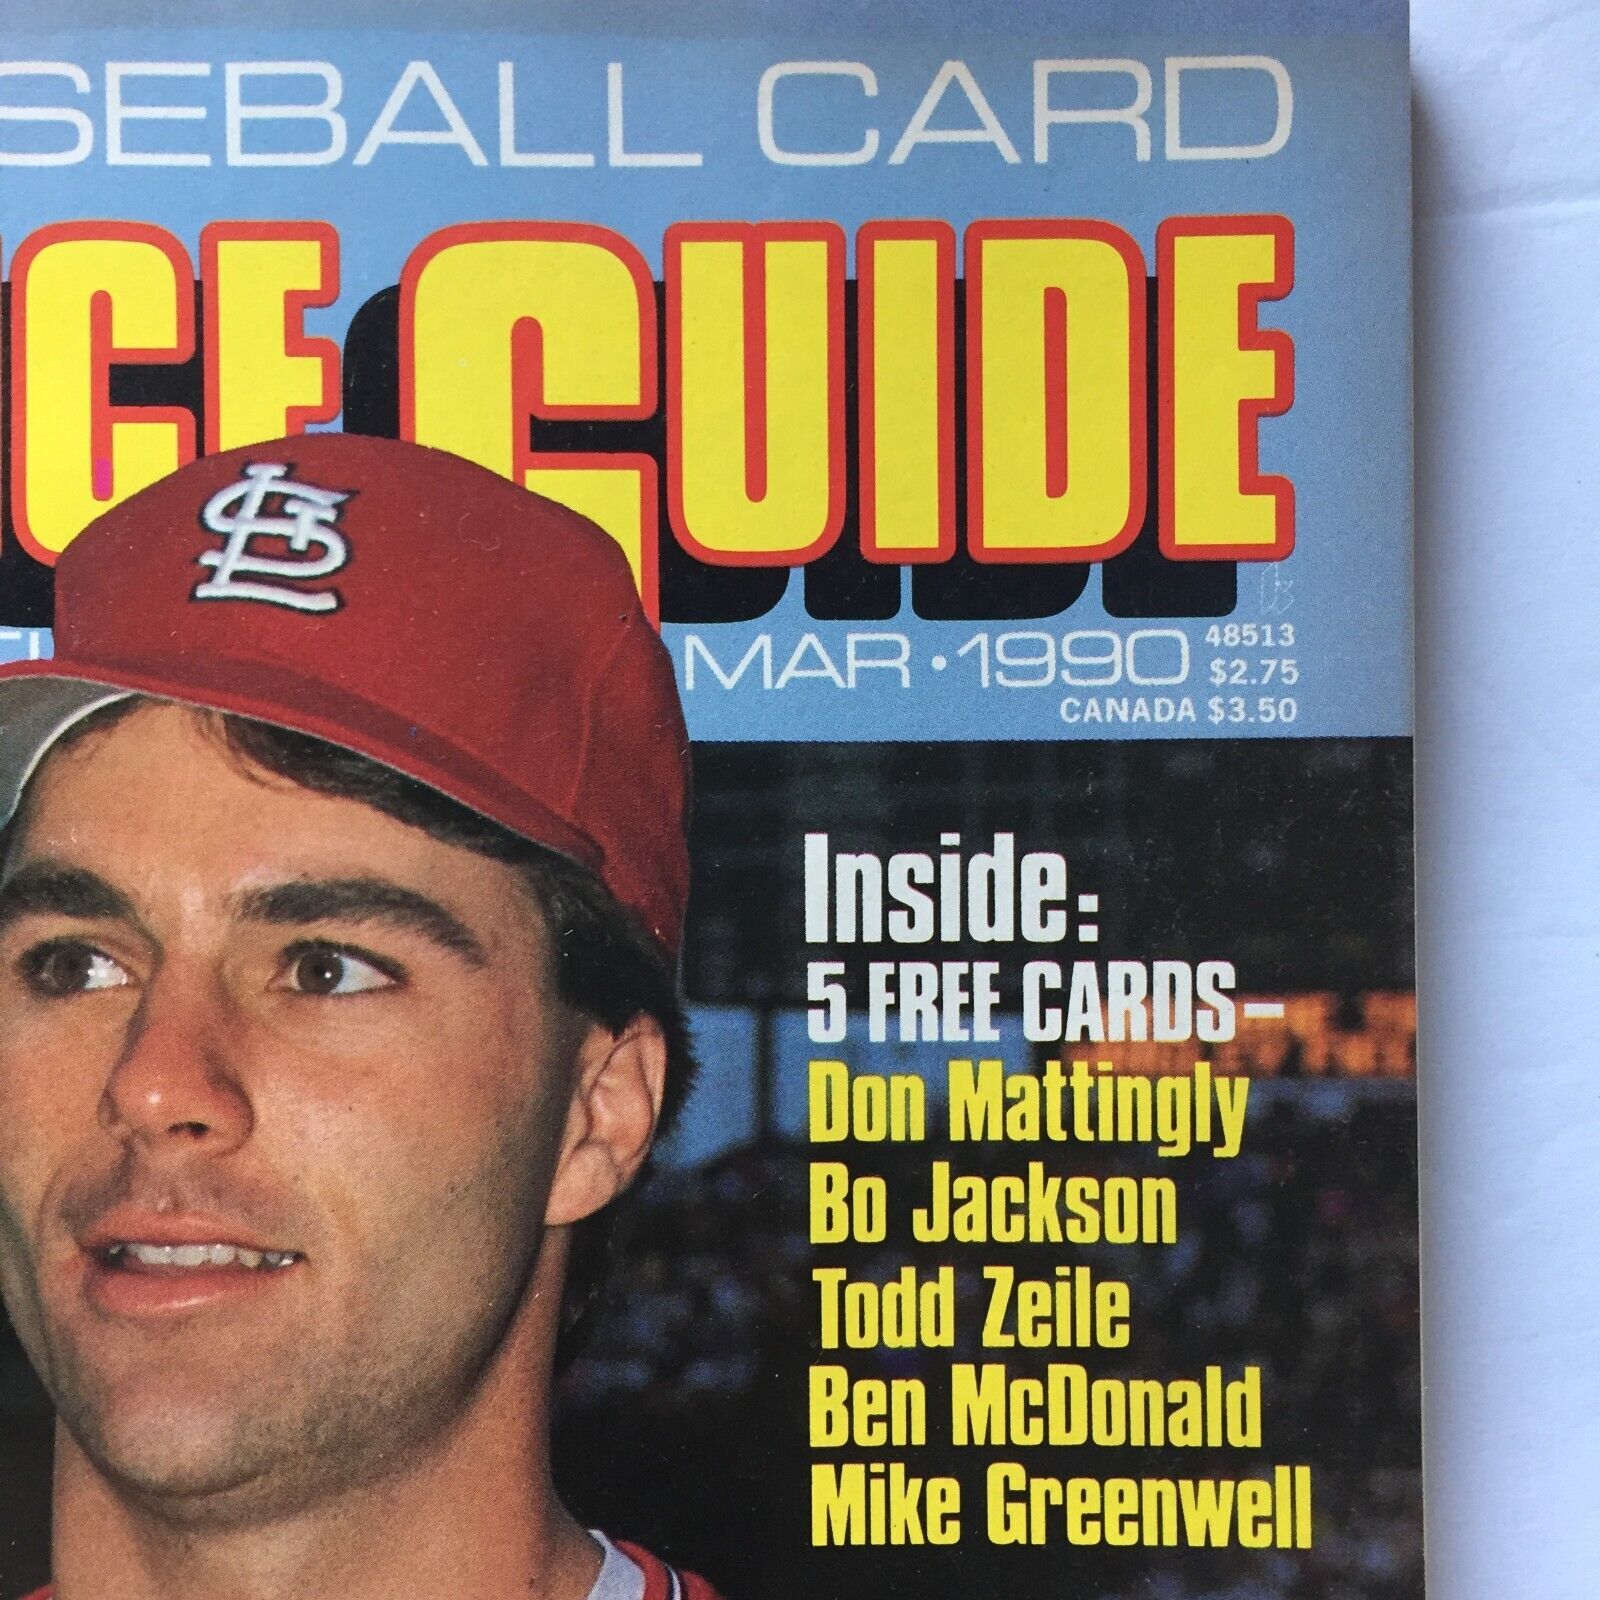 SEBALL CARD
ICE GUIDE
STL
MAR • 1990
48513
$2.75
CANADA $3.50
Inside:
5 FREE CARDS–
Don Mattingly
Bo Jackson
Todd Zeile
Ben McDonald
Mike Greenwell